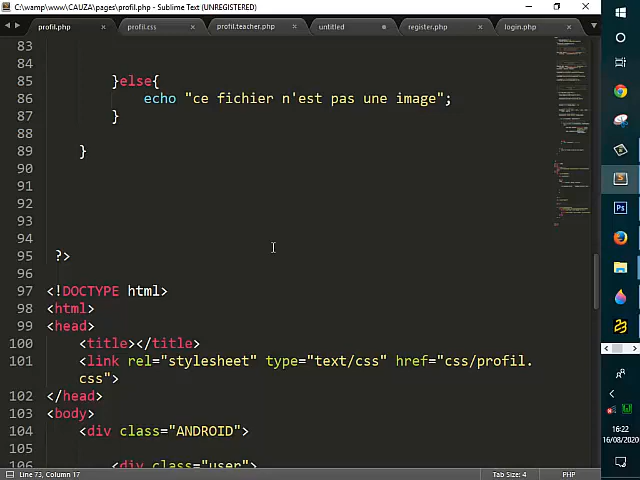 C:\wamp\www\CAUZA\pages\profil.php - Sublime Text (UNREGISTERED)
profil.php profil.css profil.teacher.php untitled register.php login.php
83
84
85 }else{
86 echo "ce fichier n'est pas une image";
87 }
88
89 }
90
91
92
93
94
95 ?>
96
97 <!DOCTYPE html>
98 <html>
99 <head>
100 <title></title>
101 <link rel="stylesheet" type="text/css" href="css/profil.
css">
102 </head>
103 <body>
104 <div class="ANDROID">
105
106 <div class="user">
Line 73, Column 17 Tab Size: 4 PHP
16:22
16/08/2020